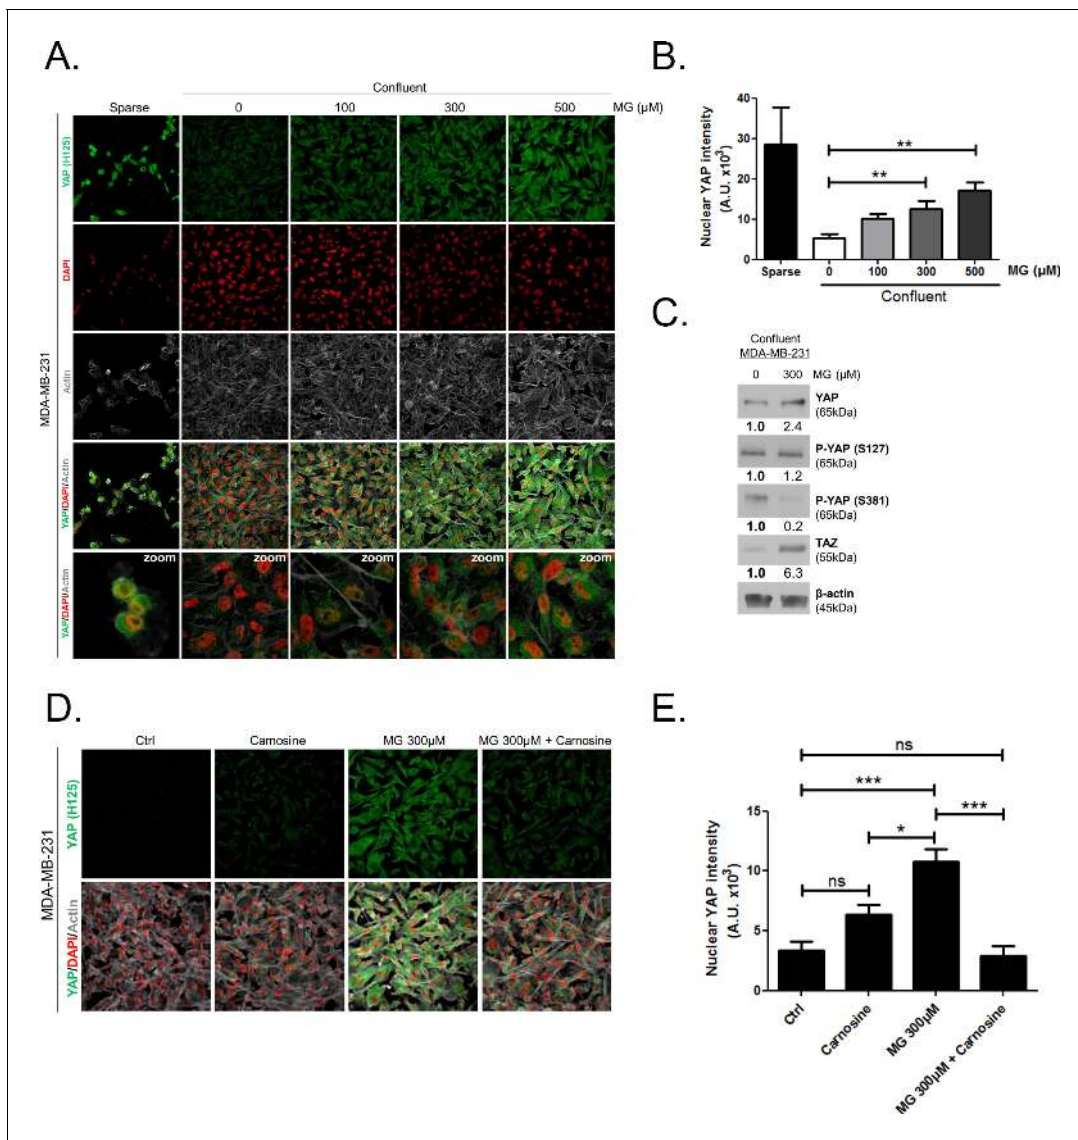 A.
Confluent
Sparse 0 100 300 500 MG (µM)
MDA-MB-231
YAP (H125)
DAPI
Actin
YAP/DAPI/Actin
YAP/DAPI/Actin
zoom zoom zoom zoom zoom
B.
Nuclear YAP intensity
(A.U. x10³)
40
30
20
10
0
**
**
Sparse 0 100 300 500 MG (µM)
Confluent
C.
Confluent
MDA-MB-231
0 300 MG (µM)
YAP
(65kDa)
1.0 2.4
P-YAP (S127)
(65kDa)
1.0 1.2
P-YAP (S381)
(65kDa)
1.0 0.2
TAZ
(55kDa)
1.0 6.3
β-actin
(45kDa)
D.
Ctrl Carnosine MG 300µM MG 300µM + Carnosine
MDA-MB-231
YAP (H125)
YAP/DAPI/Actin
E.
Nuclear YAP intensity
(A.U. x10³)
15
10
5
0
ns
***
***
*
ns
Ctrl
Carnosine
MG 300µM
MG 300µM + Carnosine